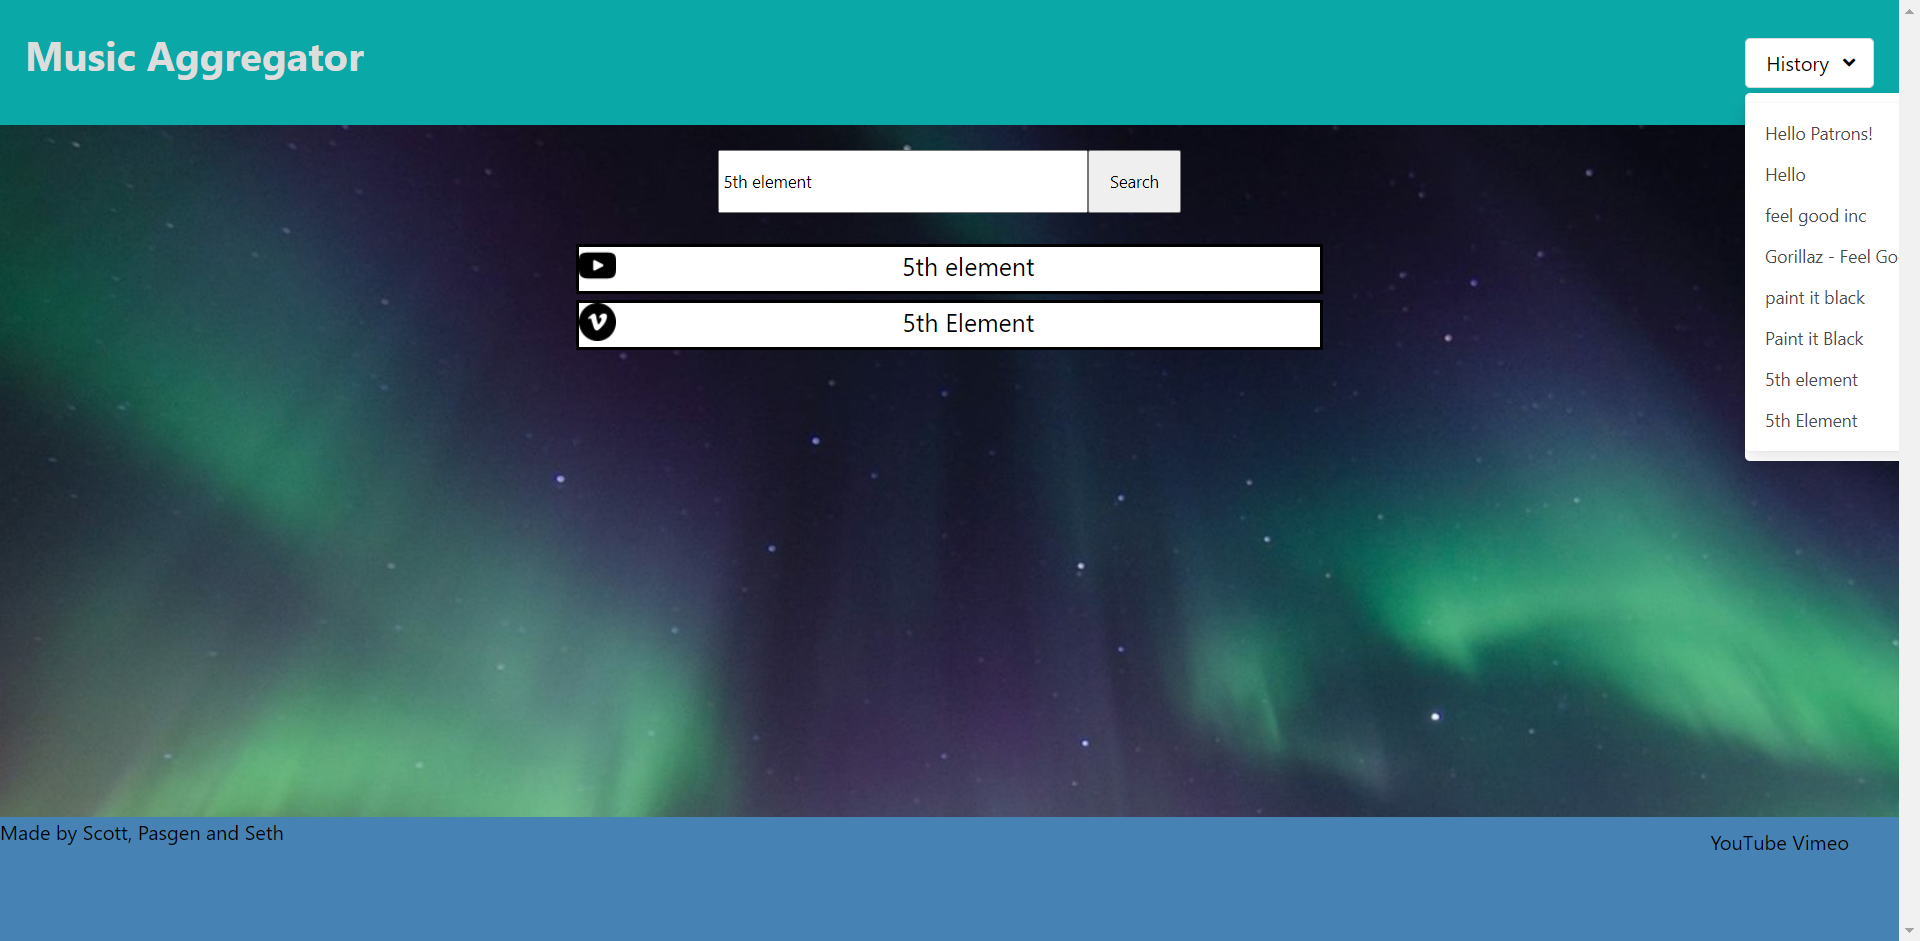 Music Aggregator
History
Hello Patrons!
Hello
feel good inc
Gorillaz - Feel Go
paint it black
Paint it Black
5th element
5th Element
5th element
Search
5th element
5th Element
Made by Scott, Pasgen and Seth
YouTube Vimeo